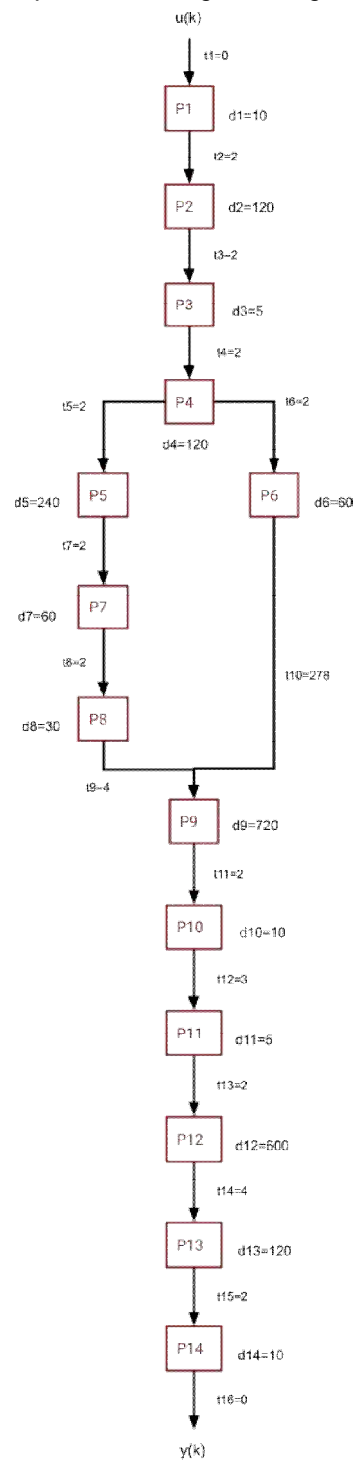 u(k)
t1=0
P1
d1=10
t2=2
P2
d2=120
t3=2
P3
d3=5
t4=2
P4
t5=2
t6=2
d4=120
P5
P6
d5=240
d6=60
t7=2
P7
d7=60
t8=2
t10=278
P8
d8=30
t9=4
P9
d9=720
t11=2
P10
d10=10
t12=3
P11
d11=5
t13=2
P12
d12=600
t14=4
P13
d13=120
t15=2
P14
d14=10
t16=0
y(k)